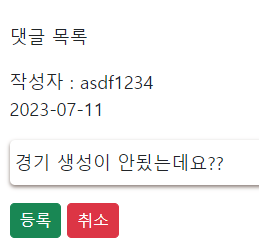 댓글 목록
작성자 : asdf1234
2023-07-11
경기 생성이 안됬는데요??
등록 취소